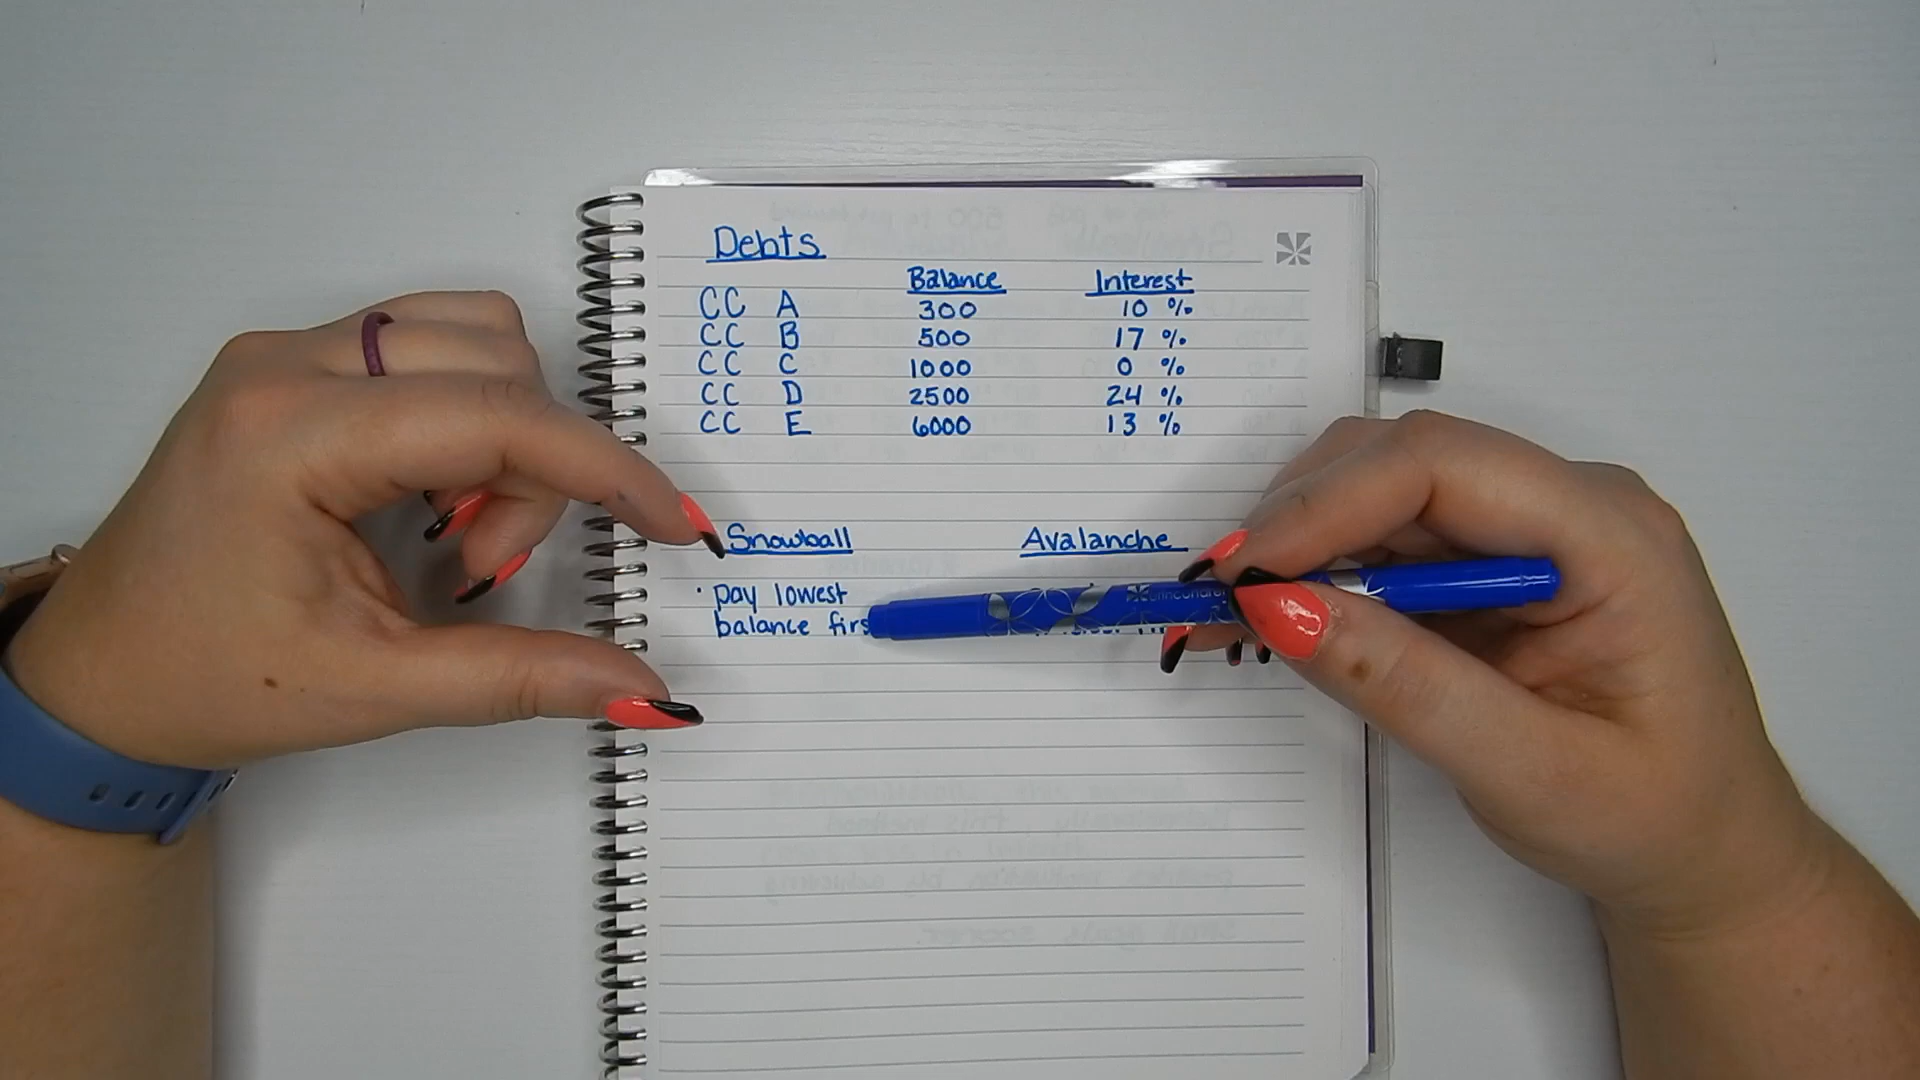 Debts
Balance Interest
CC A 300 10 %
CC B 500 17 %
CC C 1000 0 %
CC D 2500 24 %
CC E 6000 13 %
Snowball Avalanche
· pay lowest
balance firs